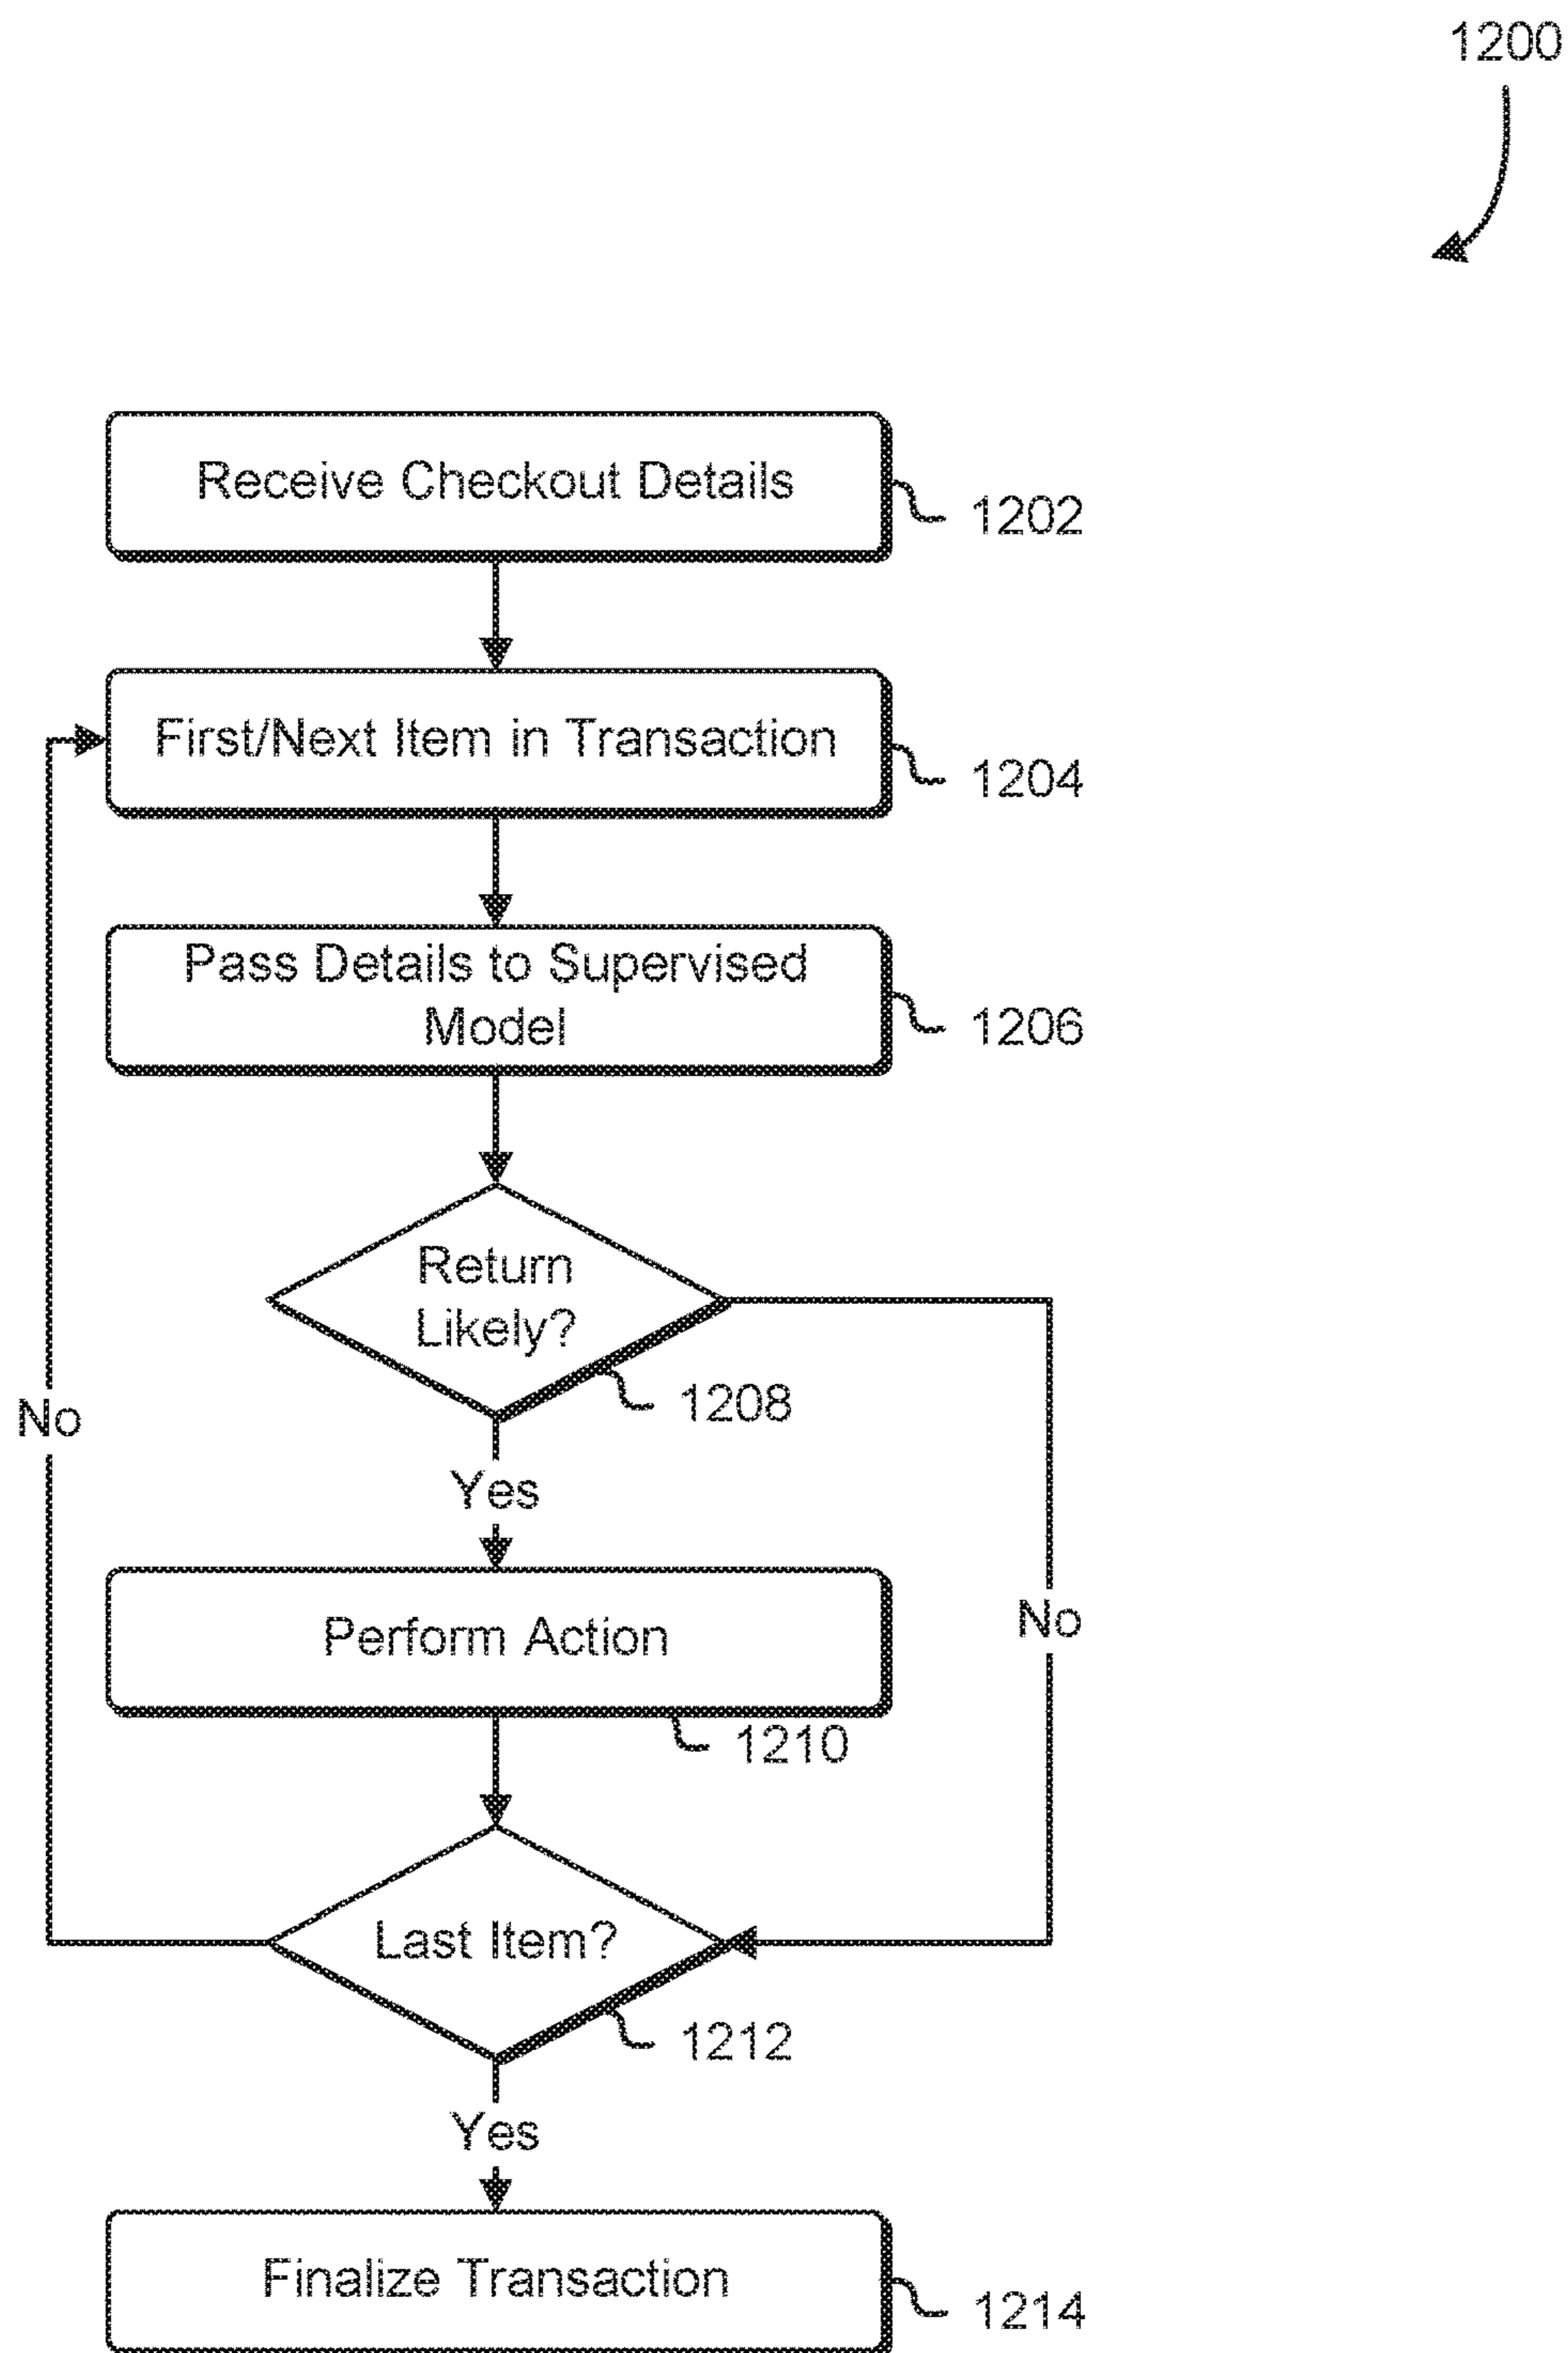 1200
Receive Checkout Details
1202
First/Next Item in Transaction
1204
Pass Details to Supervised
Model
1206
Return
Likely?
1208
No
Yes
Perform Action
No
1210
Last Item?
1212
Yes
Finalize Transaction
1214